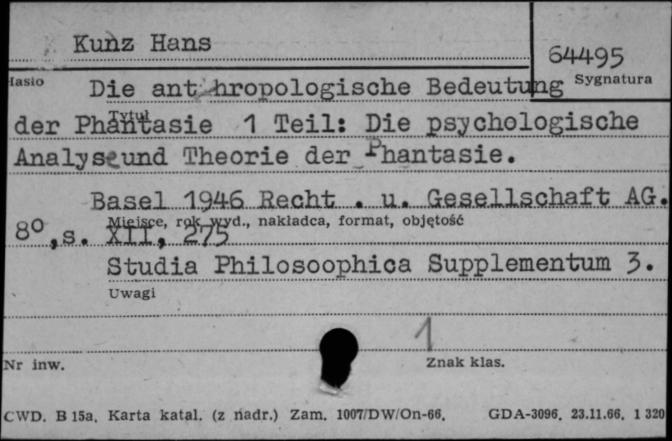 Kunz Hans
64495
Hasło
Sygnatura
Die anthropologische Bedeutung
Tytuł
der Phantasie 1 Teil: Die psychologische
Analyse und Theorie der Phantasie.
Basel 1946 Recht . u. Gesellschaft AG.
Miejsce, rok wyd., nakładca, format, objętość
8⁰, s. XII, 275
Studia Philosoophica Supplementum 3.
Uwagi
1
Nr inw.
Znak klas.
CWD. B 15a. Karta katal. (z nadr.) Zam. 1007/DW/On-66. GDA-3096. 23.11.66. 1 320